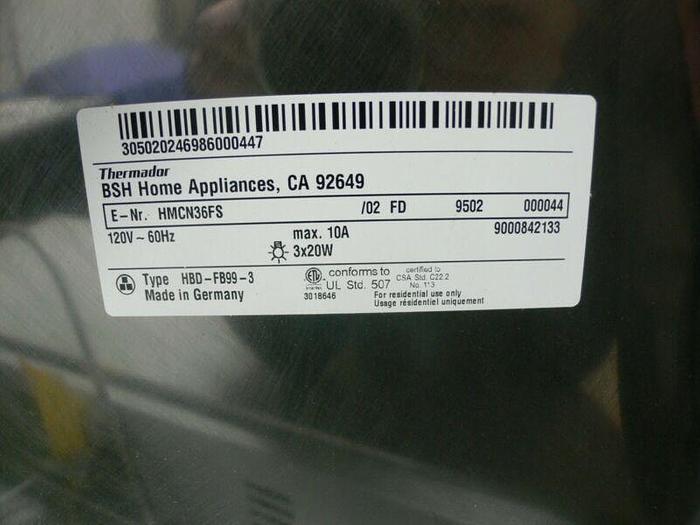 305020246986000447
Thermador
BSH Home Appliances, CA 92649
E-Nr. HMCN36FS /02 FD 9502 000044
120V ~ 60Hz max. 10A 9000842133
3x20W
Type HBD-FB99-3
Made in Germany
ETL
Intertek
3018646
conforms to
UL Std. 507
certified to
CSA Std. C22.2
No. 113
For residential use only
Usage résidentiel uniquement